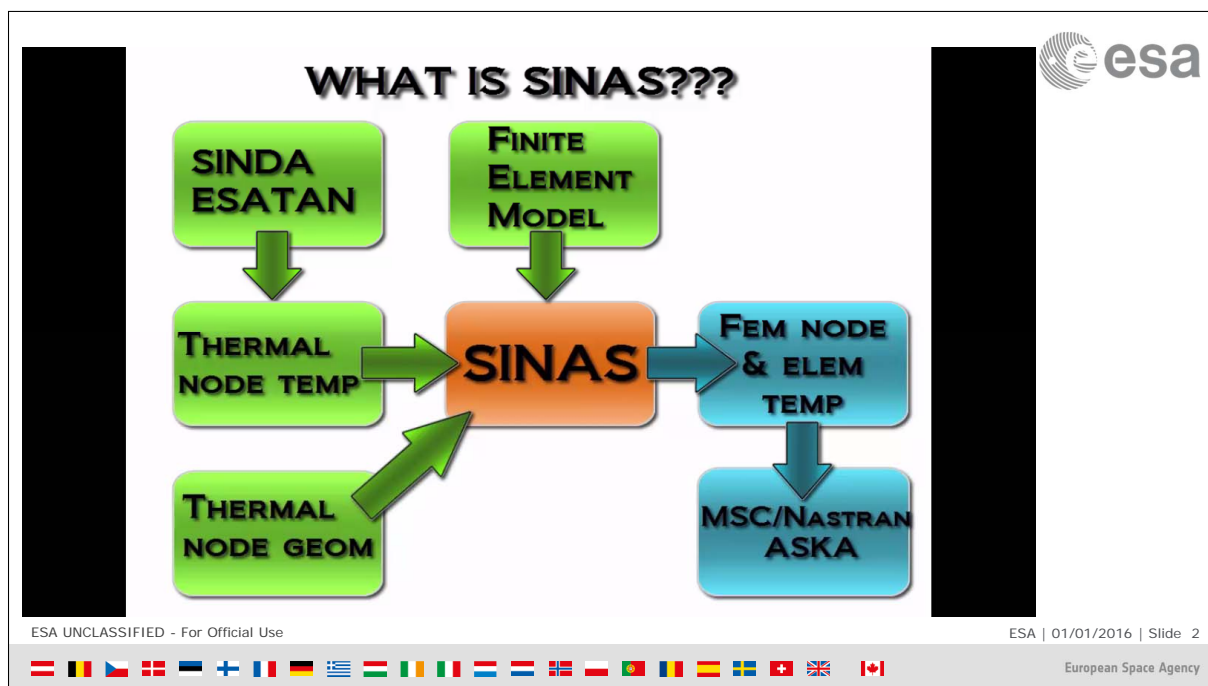 esa
WHAT IS SINAS???
SINDA
ESATAN
FINITE
ELEMENT
MODEL
THERMAL
NODE TEMP
SINAS
FEM NODE
& ELEM
TEMP
THERMAL
NODE GEOM
MSC/NASTRAN
ASKA
ESA UNCLASSIFIED - For Official Use
ESA | 01/01/2016 | Slide 2
European Space Agency